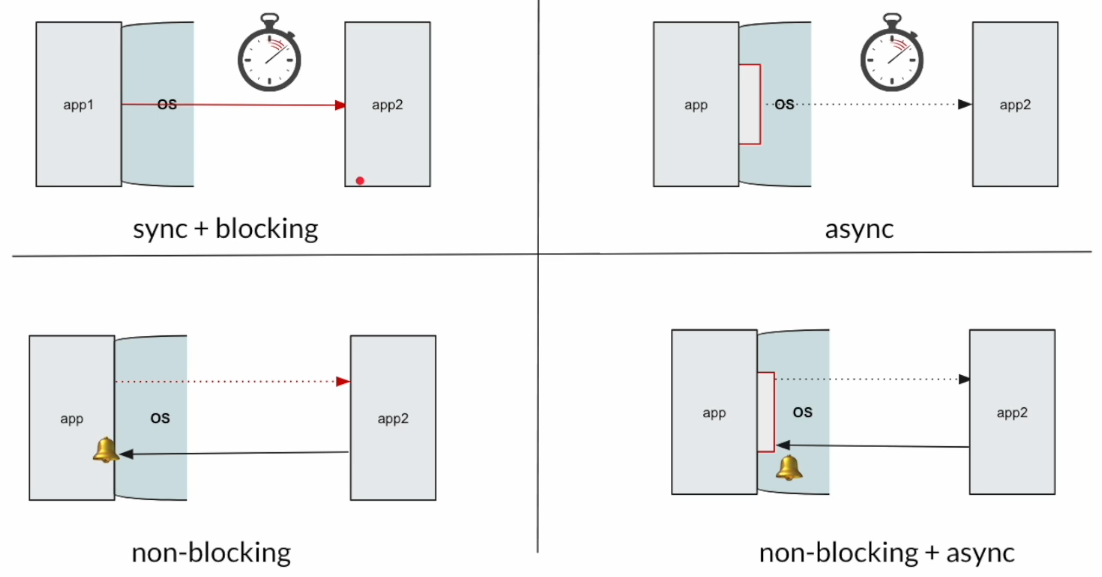 app1
OS
app2
sync + blocking
app
OS
app2
async
app
OS
app2
non-blocking
app
OS
app2
non-blocking + async